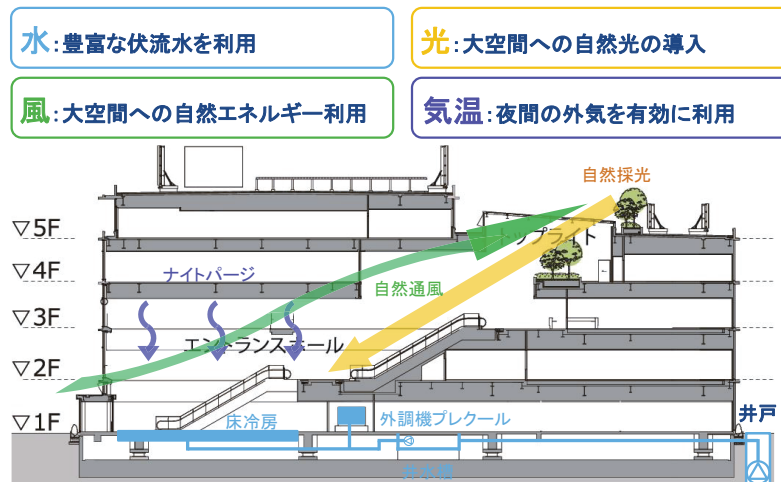 水:豊富な伏流水を利用
光:大空間への自然光の導入
風:大空間への自然エネルギー利用
気温:夜間の外気を有効に利用
自然採光
▽5F
トップライト
▽4F
ナイトパージ
自然通風
▽3F
エントランスホール
▽2F
▽1F
床冷房
外調機プレクール
井戸
井水槽